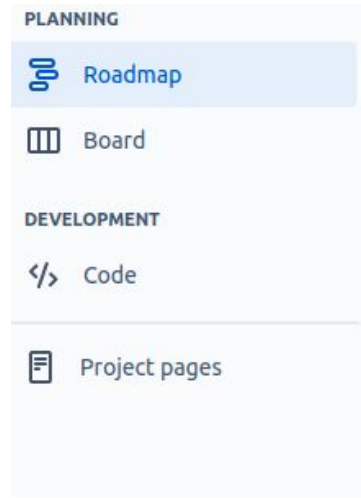 PLANNING
Roadmap
Board
DEVELOPMENT
Code
Project pages